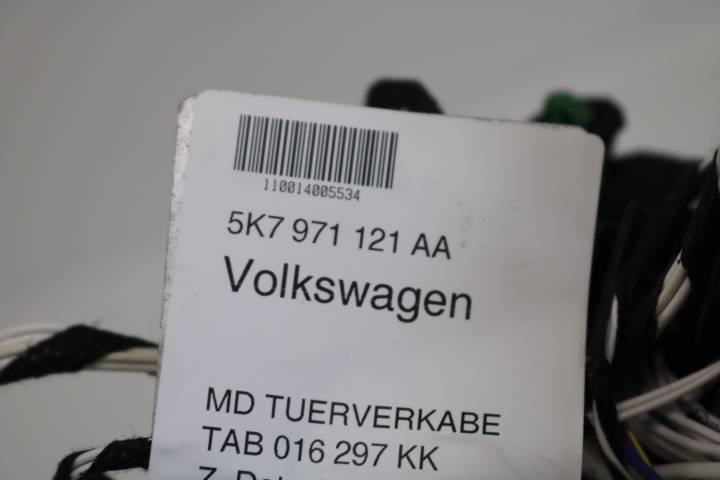 110014005534
5K7 971 121 AA
Volkswagen
MD TUERVERKABE
TAB 016 297 KK